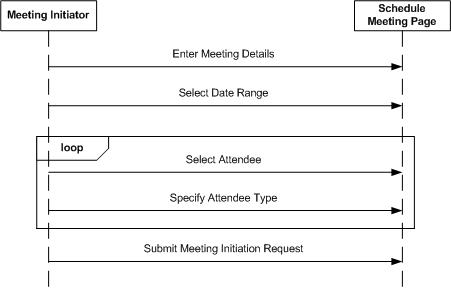 Meeting Initiator
Schedule
Meeting Page
Enter Meeting Details
Select Date Range
loop
Select Attendee
Specify Attendee Type
Submit Meeting Initiation Request